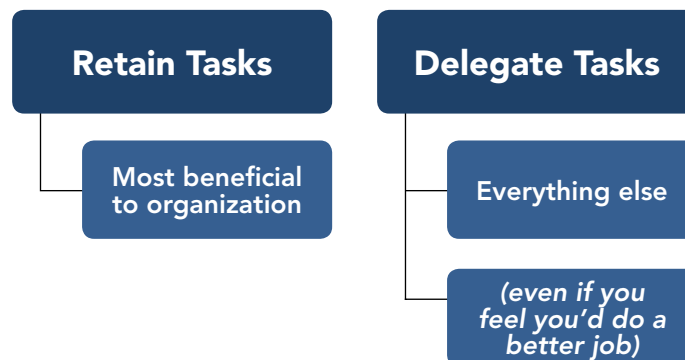 Retain Tasks
Most beneficial
to organization
Delegate Tasks
Everything else
(even if you
feel you'd do a
better job)